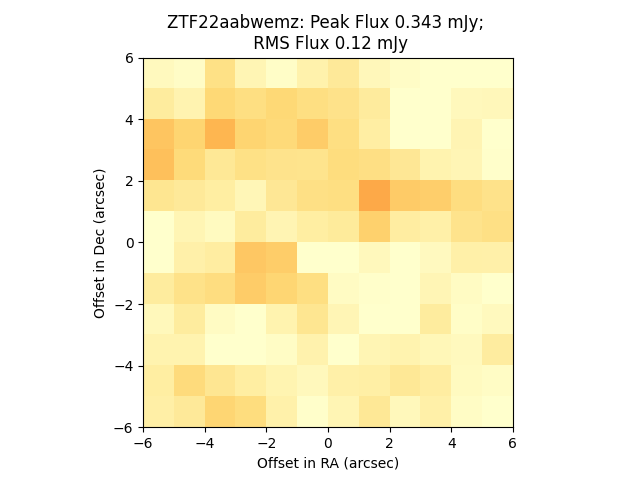 ZTF22aabwemz: Peak Flux 0.343 mJy;
RMS Flux 0.12 mJy
6
4
2
0
−2
−4
−6
Offset in Dec (arcsec)
−6 −4 −2 0 2 4 6
Offset in RA (arcsec)